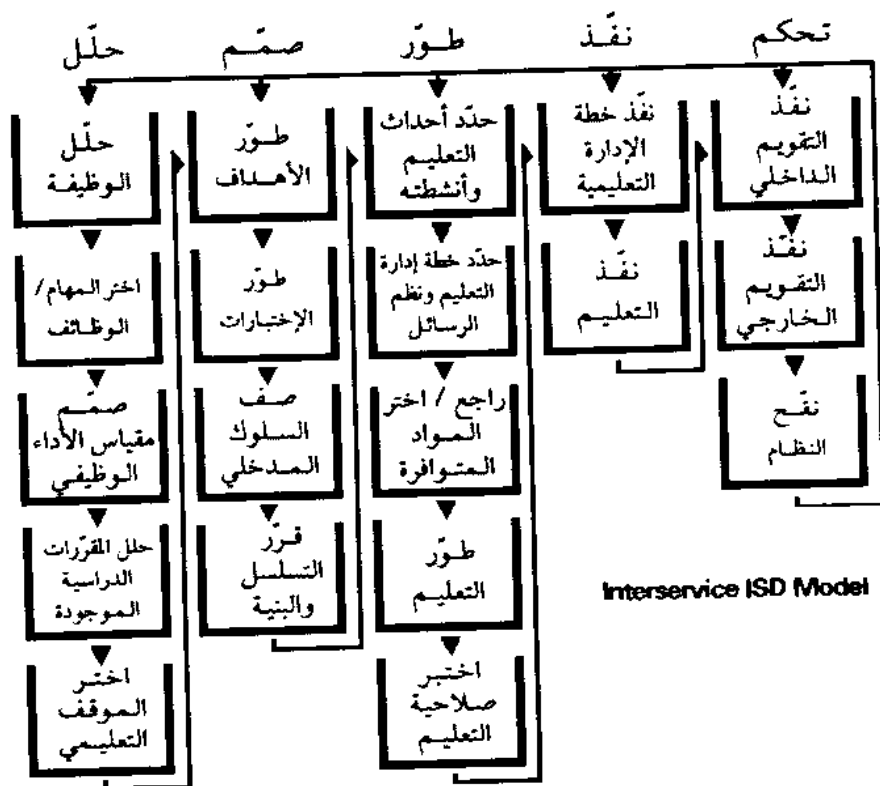 حلّل
صمّم
طوّر
نفّذ
تحكم
حلّل
الوظيفة
اختر المهام/
الوظائف
صمّم
مقياس الأداء
الوظيفي
حلل المقرّرات
الدراسية
الموجودة
اختر
الموقف
التعليمي
طوّر
الأهداف
طوّر
الإختبارات
صف
السلوك
المدخلي
قرّر
التسلسل
والبنية
حدّد أحداث
التعليم
وأنشطته
حدّد خطة إدارة
التعليم ونظم
الرسائل
راجع / اختر
المواد
المتوافرة
طوّر
التعليم
اختبر
صلاحية
التعليم
نفّذ خطة
الإدارة
التعليمية
نفّذ
التعليم
نفّذ
التقويم
الداخلي
نفّذ
التقويم
الخارجي
نقّح
النظام
Interservice ISD Model